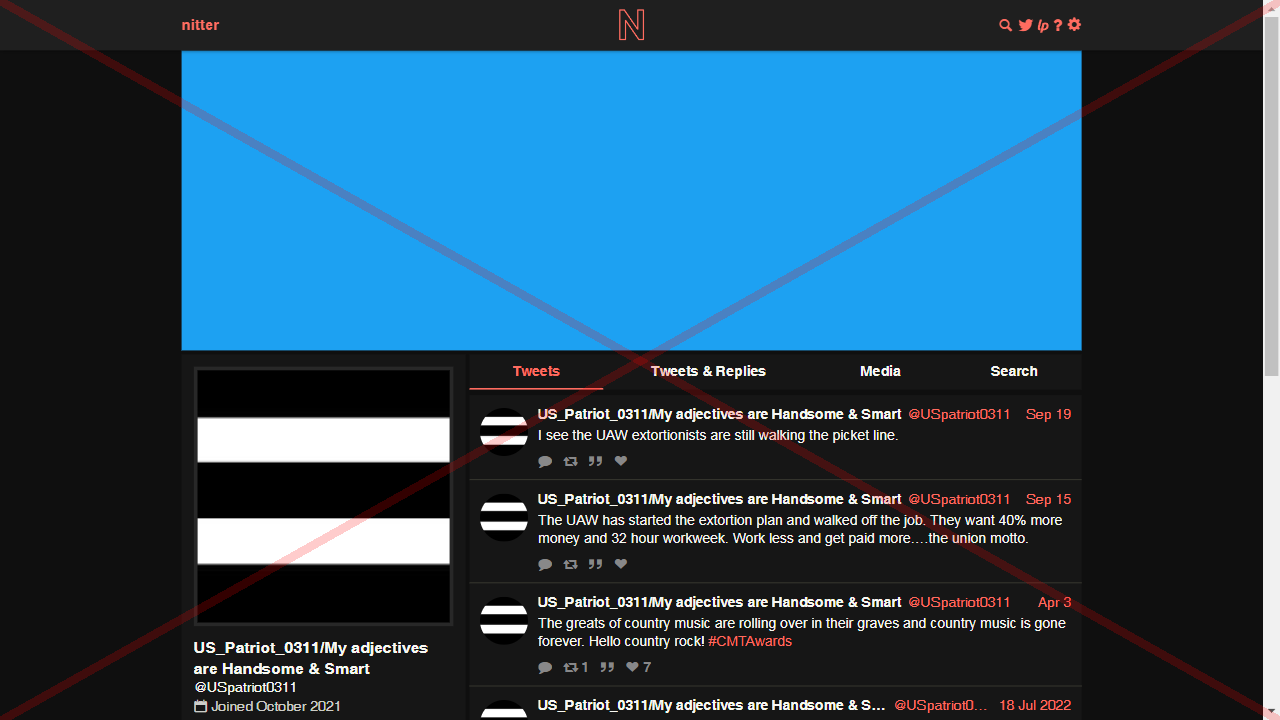 nitter
N
lp ?
Tweets
Tweets & Replies
Media
Search
US_Patriot_0311/My adjectives are Handsome & Smart @USpatriot0311 Sep 19
I see the UAW extortionists are still walking the picket line.
US_Patriot_0311/My adjectives are Handsome & Smart @USpatriot0311 Sep 15
The UAW has started the extortion plan and walked off the job. They want 40% more
money and 32 hour workweek. Work less and get paid more....the union motto.
US_Patriot_0311/My adjectives are Handsome & Smart @USpatriot0311 Apr 3
The greats of country music are rolling over in their graves and country music is gone
forever. Hello country rock! #CMTAwards
1 7
US_Patriot_0311/My adjectives are Handsome & S... @USpatriot0... 18 Jul 2022
US_Patriot_0311/My adjectives
are Handsome & Smart
@USpatriot0311
Joined October 2021